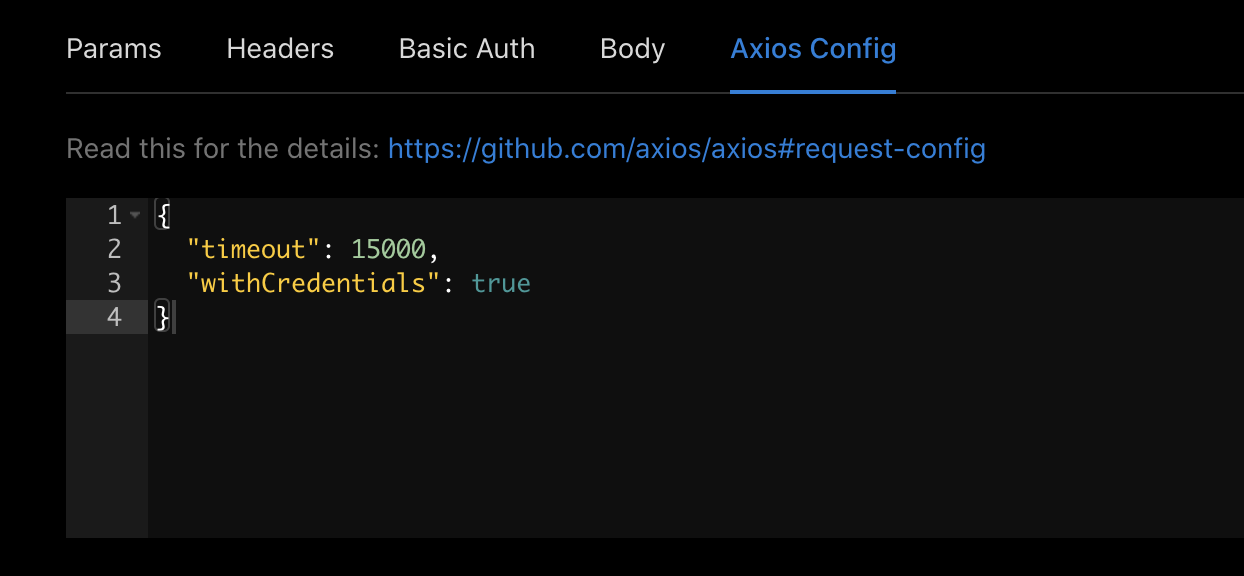 Params Headers Basic Auth Body Axios Config
Read this for the details: https://github.com/axios/axios#request-config
1 {
2 "timeout": 15000,
3 "withCredentials": true
4 }